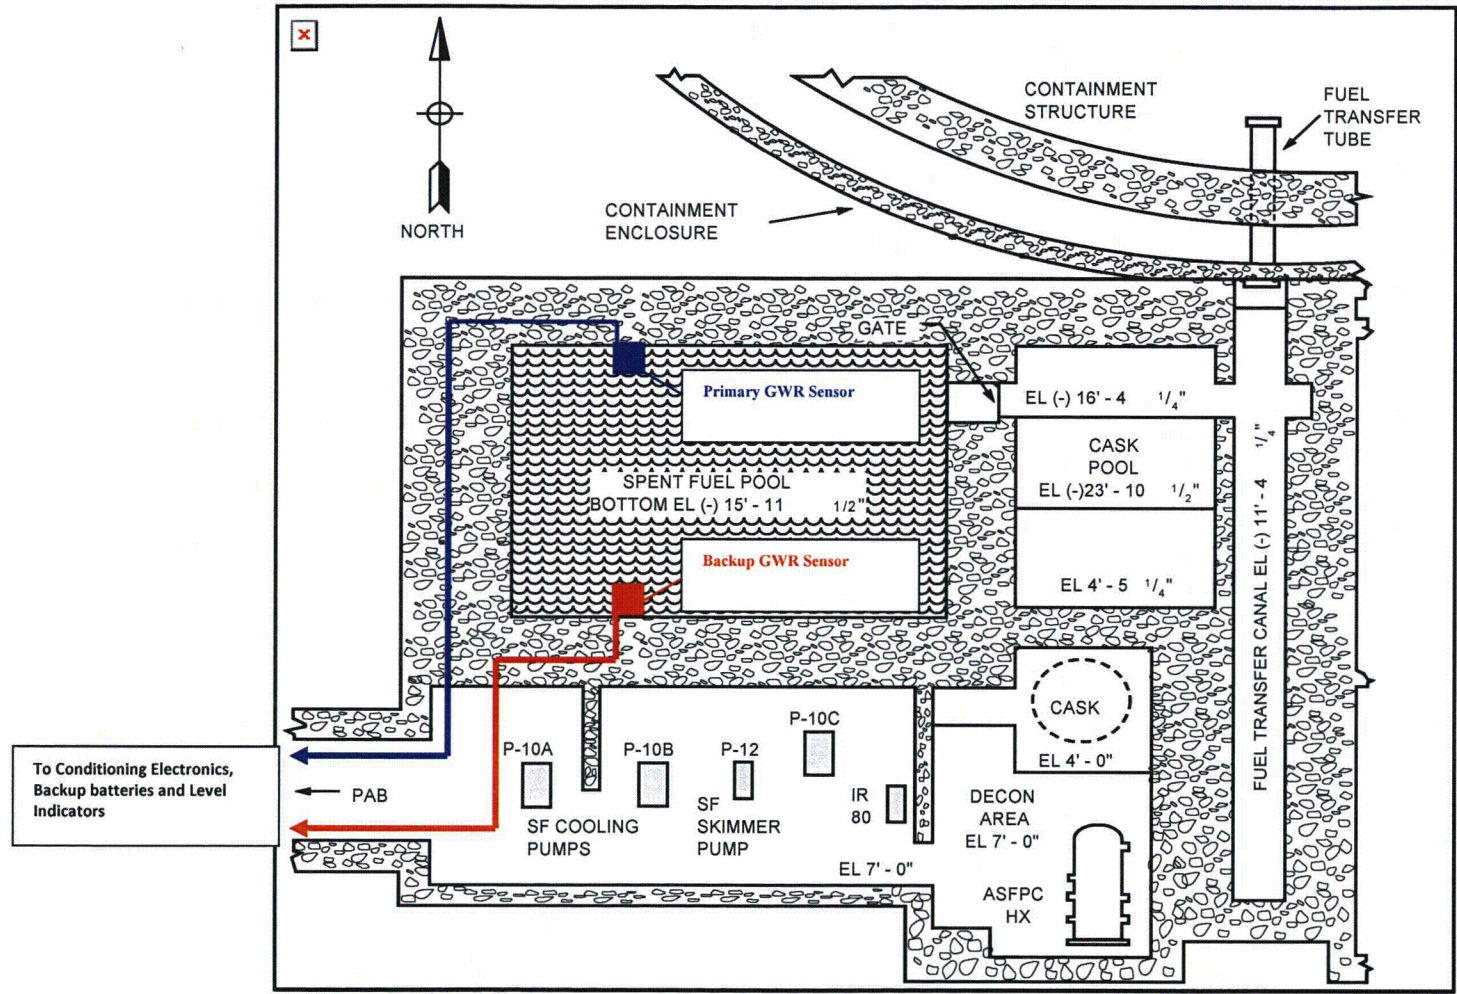 CONTAINMENT
STRUCTURE
FUEL
TRANSFER
TUBE
NORTH
CONTAINMENT
ENCLOSURE
GATE
Primary GWR Sensor
EL (-) 16' - 4 1/4"
CASK
POOL
EL (-)23' - 10 1/2"
SPENT FUEL POOL
BOTTOM EL (-) 15' - 11 1/2"
Backup GWR Sensor
EL 4' - 5 1/4"
FUEL TRANSFER CANAL EL (-) 11' - 4 1/4"
CASK
EL 4' - 0"
P-10A
P-10B
P-12
P-10C
To Conditioning Electronics,
Backup batteries and Level
Indicators
PAB
SF COOLING
PUMPS
SF
SKIMMER
PUMP
IR
80
DECON
AREA
EL 7' - 0"
EL 7' - 0"
ASFPC
HX